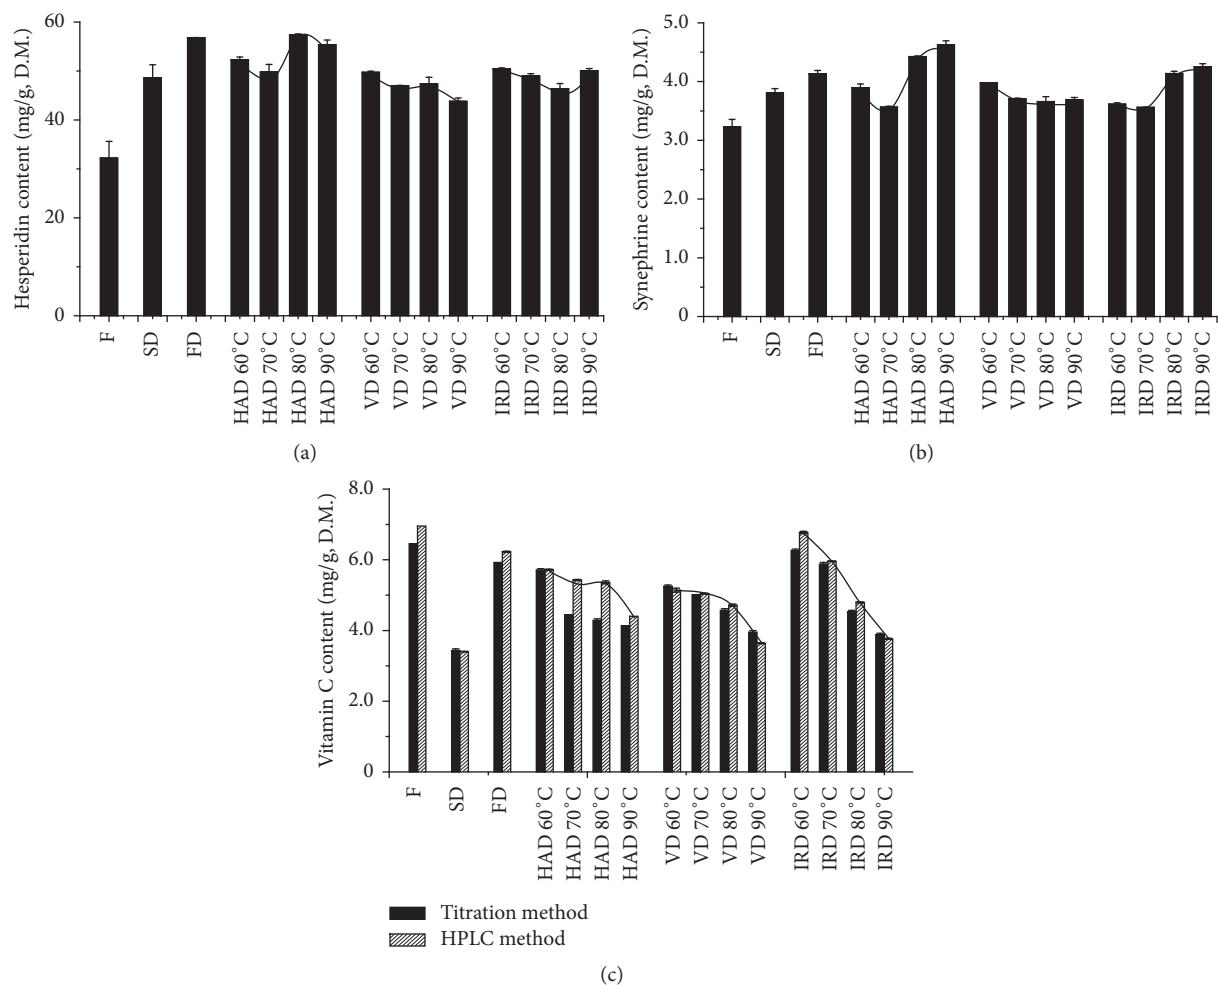 Hesperidin content (mg/g, D.M.)
60
40
20
0
F
SD
FD
HAD 60°C
HAD 70°C
HAD 80°C
HAD 90°C
VD 60°C
VD 70°C
VD 80°C
VD 90°C
IRD 60°C
IRD 70°C
IRD 80°C
IRD 90°C
(a)
Synephrine content (mg/g, D.M.)
5.0
4.0
3.0
2.0
1.0
0
F
SD
FD
HAD 60°C
HAD 70°C
HAD 80°C
HAD 90°C
VD 60°C
VD 70°C
VD 80°C
VD 90°C
IRD 60°C
IRD 70°C
IRD 80°C
IRD 90°C
(b)
Vitamin C content (mg/g, D.M.)
8.0
6.0
4.0
2.0
0
F
SD
FD
HAD 60°C
HAD 70°C
HAD 80°C
HAD 90°C
VD 60°C
VD 70°C
VD 80°C
VD 90°C
IRD 60°C
IRD 70°C
IRD 80°C
IRD 90°C
Titration method
HPLC method
(c)